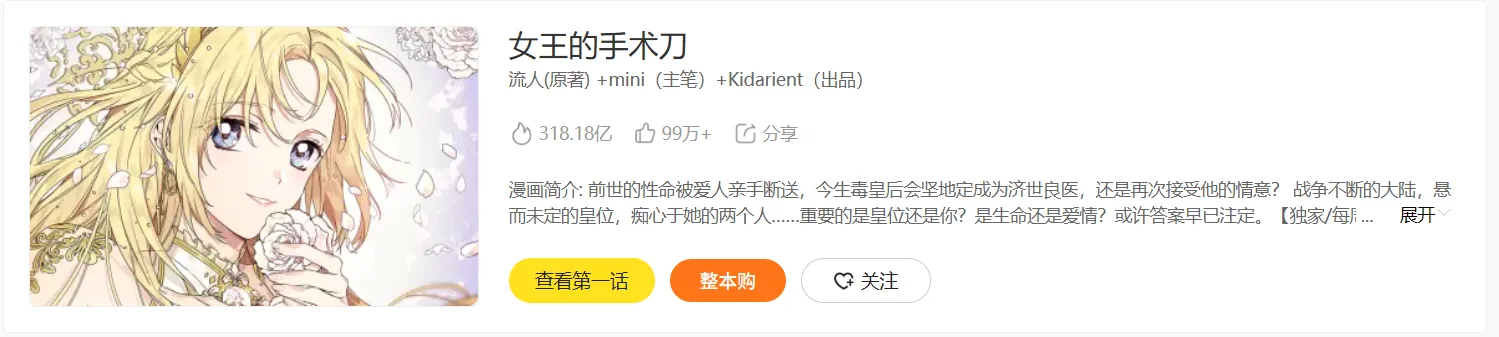 女王的手术刀
流人(原著) +mini（主笔）+Kidarient（出品）
318.18亿 99万+ 分享
漫画简介: 前世的性命被爱人亲手断送，今生毒皇后会坚地定成为济世良医，还是再次接受他的情意？ 战争不断的大陆，悬
而未定的皇位，痴心于她的两个人......重要的是皇位还是你？是生命还是爱情？或许答案早已注定。【独家/每周 ... 展开
查看第一话 整本购 关注